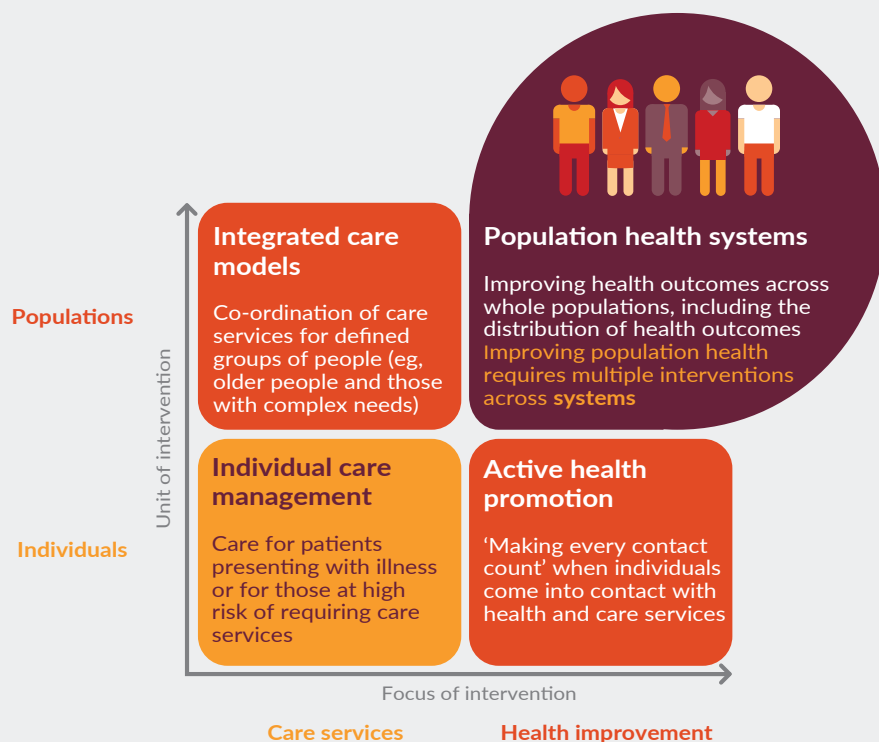 Integrated care
models
Co-ordination of care
services for defined
groups of people (eg,
older people and those
with complex needs)
Population health systems
Improving health outcomes across
whole populations, including the
distribution of health outcomes
Improving population health
requires multiple interventions
across systems
Populations
Unit of intervention
Individual care
management
Care for patients
presenting with illness
or for those at high
risk of requiring care
services
Active health
promotion
‘Making every contact
count’ when individuals
come into contact with
health and care services
Individuals
Focus of intervention
Care services
Health improvement